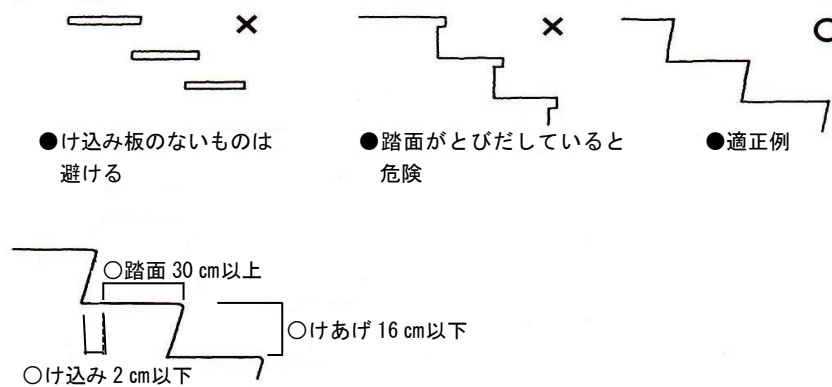 ●け込み板のないものは
避ける
●踏面がとびだしていると
危険
●適正例
○踏面 30 ㎝以上
○けあげ 16 ㎝以下
○け込み 2 ㎝以下